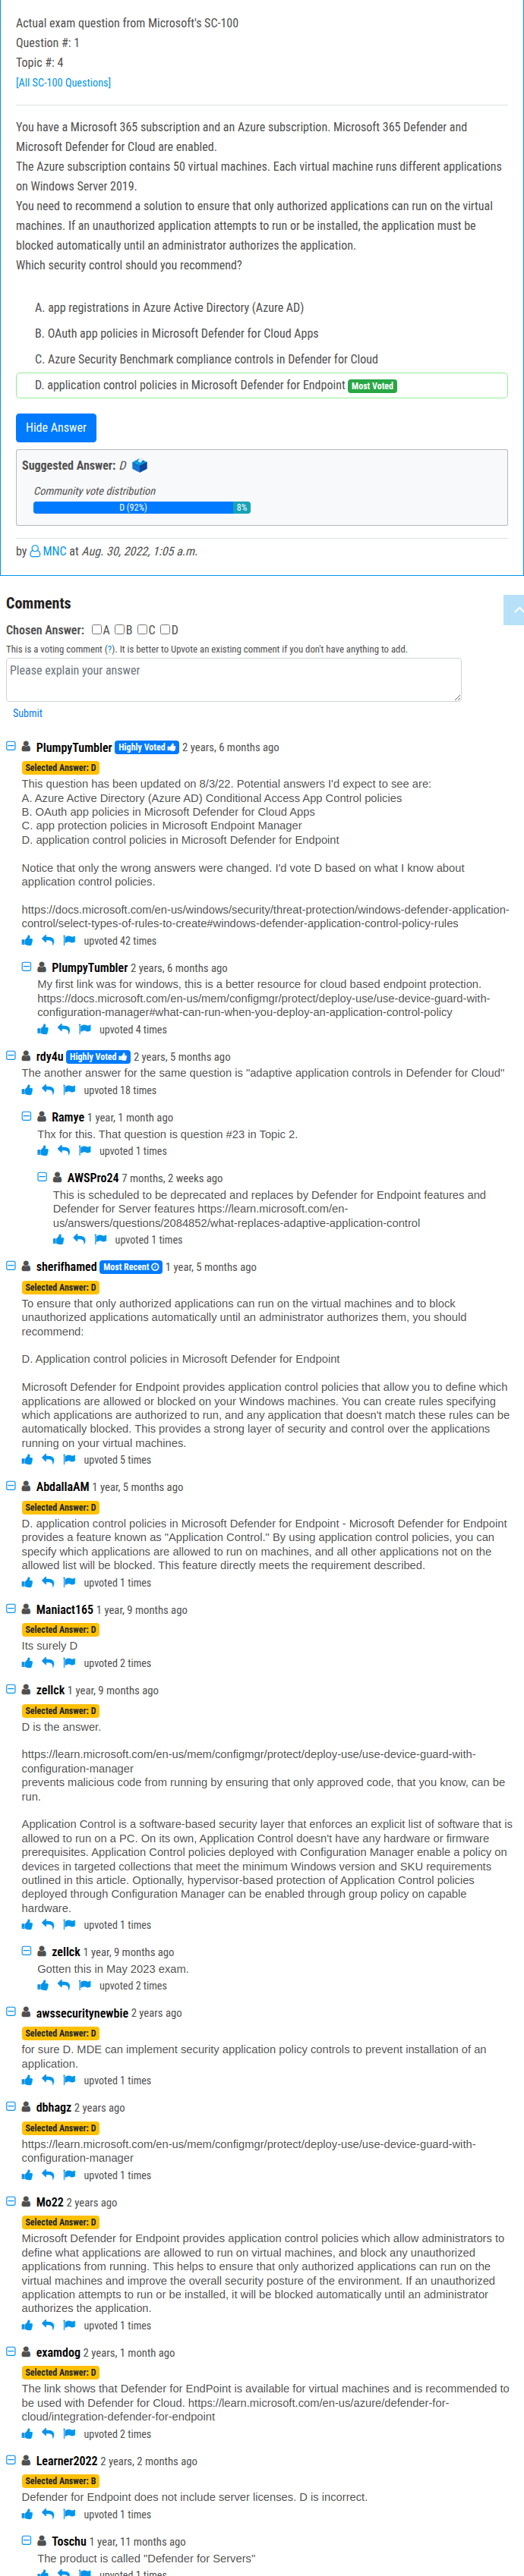 Actual exam question from Microsoft's SC-100
Question #: 1
Topic #: 4
[All SC-100 Questions]
You have a Microsoft 365 subscription and an Azure subscription. Microsoft 365 Defender and
Microsoft Defender for Cloud are enabled.
The Azure subscription contains 50 virtual machines. Each virtual machine runs different applications
on Windows Server 2019.
You need to recommend a solution to ensure that only authorized applications can run on the virtual
machines. If an unauthorized application attempts to run or be installed, the application must be
blocked automatically until an administrator authorizes the application.
Which security control should you recommend?
A. app registrations in Azure Active Directory (Azure AD)
B. OAuth app policies in Microsoft Defender for Cloud Apps
C. Azure Security Benchmark compliance controls in Defender for Cloud
D. application control policies in Microsoft Defender for Endpoint Most Voted
Hide Answer
Suggested Answer: D
Community vote distribution
D (92%) 8%
by MNC at Aug. 30, 2022, 1:05 a.m.
Comments
Chosen Answer: A B C D
This is a voting comment (?). It is better to Upvote an existing comment if you don't have anything to add.
Please explain your answer
Submit
PlumpyTumbler Highly Voted 2 years, 6 months ago
Selected Answer: D
This question has been updated on 8/3/22. Potential answers I'd expect to see are:
A. Azure Active Directory (Azure AD) Conditional Access App Control policies
B. OAuth app policies in Microsoft Defender for Cloud Apps
C. app protection policies in Microsoft Endpoint Manager
D. application control policies in Microsoft Defender for Endpoint
Notice that only the wrong answers were changed. I'd vote D based on what I know about
application control policies.
https://docs.microsoft.com/en-us/windows/security/threat-protection/windows-defender-application-
control/select-types-of-rules-to-create#windows-defender-application-control-policy-rules
upvoted 42 times
PlumpyTumbler 2 years, 6 months ago
My first link was for windows, this is a better resource for cloud based endpoint protection.
https://docs.microsoft.com/en-us/mem/configmgr/protect/deploy-use/use-device-guard-with-
configuration-manager#what-can-run-when-you-deploy-an-application-control-policy
upvoted 4 times
rdy4u Highly Voted 2 years, 5 months ago
The another answer for the same question is "adaptive application controls in Defender for Cloud"
upvoted 18 times
Ramye 1 year, 1 month ago
Thx for this. That question is question #23 in Topic 2.
upvoted 1 times
AWSPro24 7 months, 2 weeks ago
This is scheduled to be deprecated and replaces by Defender for Endpoint features and
Defender for Server features https://learn.microsoft.com/en-
us/answers/questions/2084852/what-replaces-adaptive-application-control
upvoted 1 times
sherifhamed Most Recent 1 year, 5 months ago
Selected Answer: D
To ensure that only authorized applications can run on the virtual machines and to block
unauthorized applications automatically until an administrator authorizes them, you should
recommend:
D. Application control policies in Microsoft Defender for Endpoint
Microsoft Defender for Endpoint provides application control policies that allow you to define which
applications are allowed or blocked on your Windows machines. You can create rules specifying
which applications are authorized to run, and any application that doesn't match these rules can be
automatically blocked. This provides a strong layer of security and control over the applications
running on your virtual machines.
upvoted 5 times
AbdallaAM 1 year, 5 months ago
Selected Answer: D
D. application control policies in Microsoft Defender for Endpoint - Microsoft Defender for Endpoint
provides a feature known as "Application Control." By using application control policies, you can
specify which applications are allowed to run on machines, and all other applications not on the
allowed list will be blocked. This feature directly meets the requirement described.
upvoted 1 times
Maniact165 1 year, 9 months ago
Selected Answer: D
Its surely D
upvoted 2 times
zellck 1 year, 9 months ago
Selected Answer: D
D is the answer.
https://learn.microsoft.com/en-us/mem/configmgr/protect/deploy-use/use-device-guard-with-
configuration-manager
prevents malicious code from running by ensuring that only approved code, that you know, can be
run.
Application Control is a software-based security layer that enforces an explicit list of software that is
allowed to run on a PC. On its own, Application Control doesn't have any hardware or firmware
prerequisites. Application Control policies deployed with Configuration Manager enable a policy on
devices in targeted collections that meet the minimum Windows version and SKU requirements
outlined in this article. Optionally, hypervisor-based protection of Application Control policies
deployed through Configuration Manager can be enabled through group policy on capable
hardware.
upvoted 1 times
zellck 1 year, 9 months ago
Gotten this in May 2023 exam.
upvoted 2 times
awssecuritynewbie 2 years ago
Selected Answer: D
for sure D. MDE can implement security application policy controls to prevent installation of an
application.
upvoted 1 times
dbhagz 2 years ago
Selected Answer: D
https://learn.microsoft.com/en-us/mem/configmgr/protect/deploy-use/use-device-guard-with-
configuration-manager
upvoted 1 times
Mo22 2 years ago
Selected Answer: D
Microsoft Defender for Endpoint provides application control policies which allow administrators to
define what applications are allowed to run on virtual machines, and block any unauthorized
applications from running. This helps to ensure that only authorized applications can run on the
virtual machines and improve the overall security posture of the environment. If an unauthorized
application attempts to run or be installed, it will be blocked automatically until an administrator
authorizes the application.
upvoted 1 times
examdog 2 years, 1 month ago
Selected Answer: D
The link shows that Defender for EndPoint is available for virtual machines and is recommended to
be used with Defender for Cloud. https://learn.microsoft.com/en-us/azure/defender-for-
cloud/integration-defender-for-endpoint
upvoted 2 times
Learner2022 2 years, 2 months ago
Selected Answer: B
Defender for Endpoint does not include server licenses. D is incorrect.
upvoted 1 times
Toschu 1 year, 11 months ago
The product is called "Defender for Servers"
upvoted 1 times